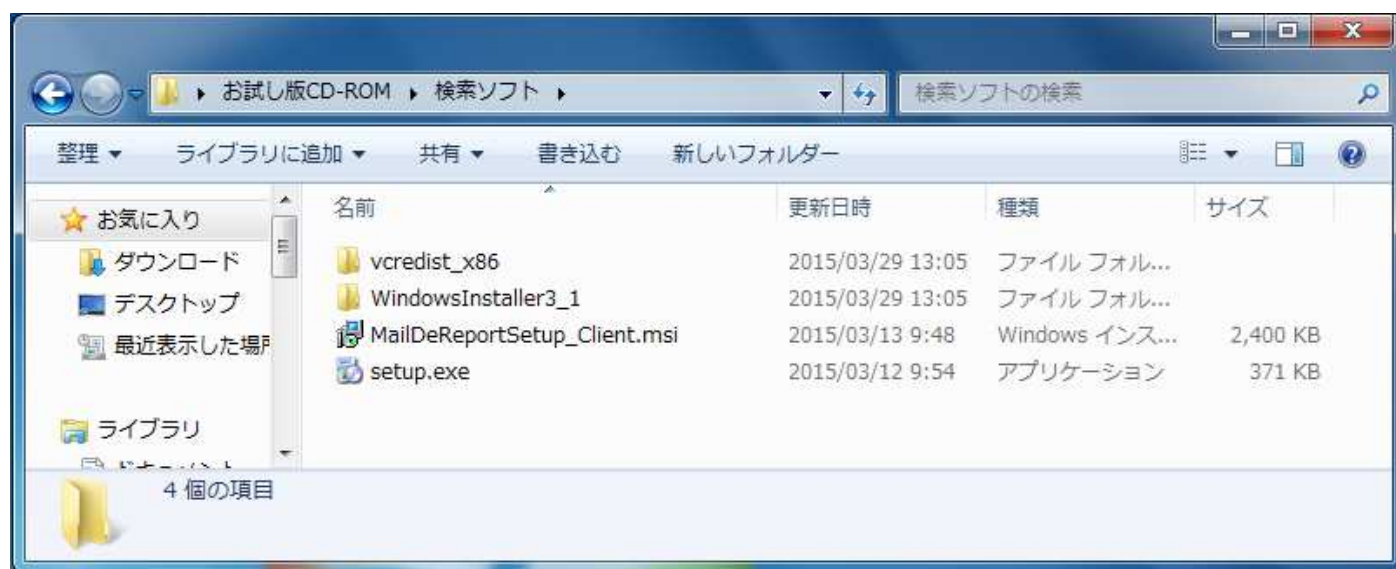 お試し版CD-ROM ▸ 検索ソフト ▸ 検索ソフトの検索
整理 ライブラリに追加 共有 書き込む 新しいフォルダー
お気に入り
ダウンロード
デスクトップ
最近表示した場所
ライブラリ
ドキュメント
名前 更新日時 種類 サイズ
vcredist_x86 2015/03/29 13:05 ファイル フォル...
WindowsInstaller3_1 2015/03/29 13:05 ファイル フォル...
MailDeReportSetup_Client.msi 2015/03/13 9:48 Windows インス... 2,400 KB
setup.exe 2015/03/12 9:54 アプリケーション 371 KB
4 個の項目